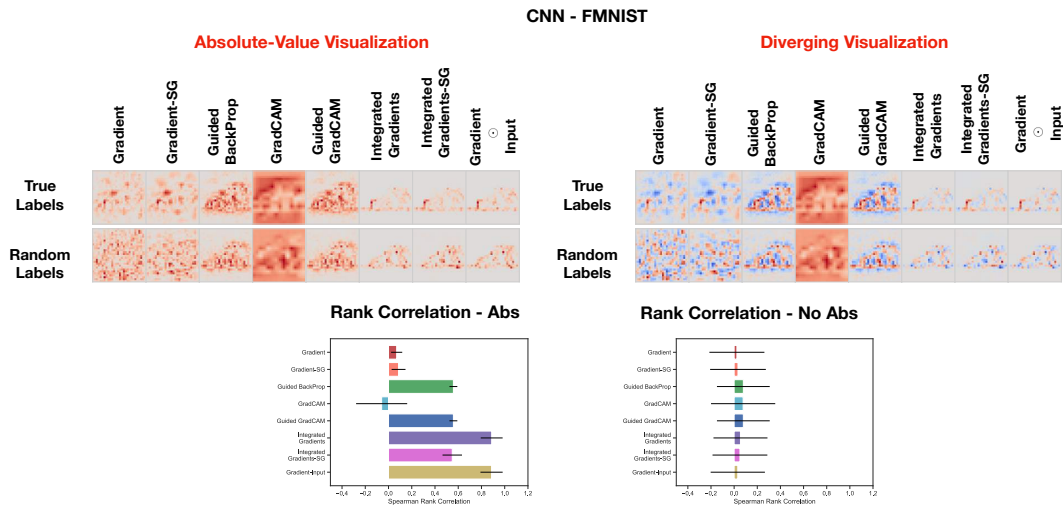 CNN - FMNIST
Absolute-Value Visualization
Gradient
Gradient-SG
Guided
BackProp
GradCAM
Guided
GradCAM
Integrated
Gradients
Integrated
Gradients-SG
Gradient
⊙
Input
True
Labels
Random
Labels
Diverging Visualization
Gradient
Gradient-SG
Guided
BackProp
GradCAM
Guided
GradCAM
Integrated
Gradients
Integrated
Gradients-SG
Gradient
⊙
Input
True
Labels
Random
Labels
Rank Correlation - Abs
Gradient
Gradient-SG
Guided BackProp
GradCAM
Guided GradCAM
Integrated
Gradients
Integrated
Gradients-SG
Gradient-Input
−0,4 −0,2 0,0 0,2 0,4 0,6 0,8 1,0 1,2
Spearman Rank Correlation
Rank Correlation - No Abs
Gradient
Gradient-SG
Guided BackProp
GradCAM
Guided GradCAM
Integrated
Gradients
Integrated
Gradients-SG
Gradient-Input
−0,4 −0,2 0,0 0,2 0,4 0,6 0,8 1,0 1,2
Spearman Rank Correlation